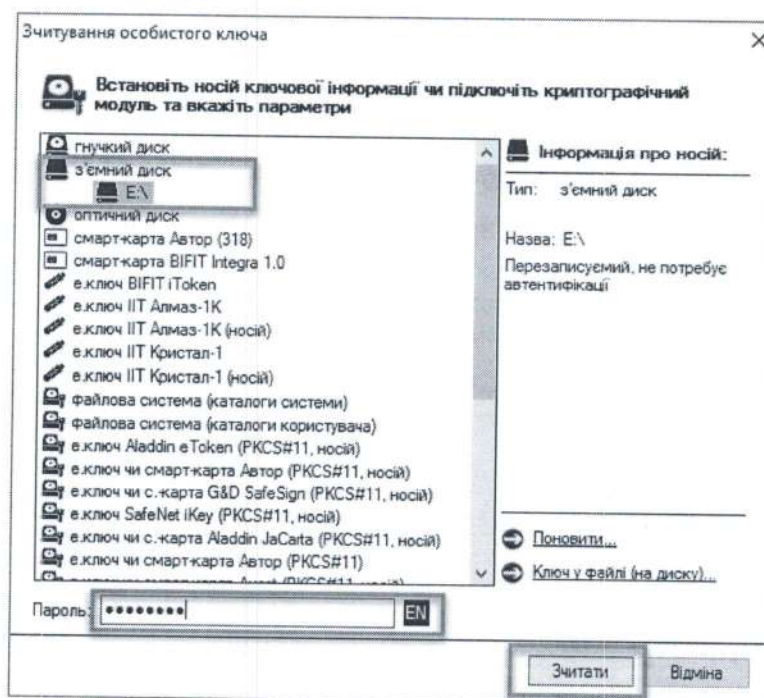 Зчитування особистого ключа
Встановіть носій ключової інформації чи підключіть криптографічний
модуль та вкажіть параметри
гнучкий диск
з'ємний диск
E:\
оптичний диск
смарт-карта Автор (318)
смарт-карта BIFIT Integra 1.0
е.ключ BIFIT iToken
е.ключ ІІТ Алмаз-1К
е.ключ ІІТ Алмаз-1К (носій)
е.ключ ІІТ Кристал-1
е.ключ ІІТ Кристал-1 (носій)
файлова система (каталоги системи)
файлова система (каталоги користувача)
е.ключ Aladdin eToken (PKCS#11, носій)
е.ключ чи смарт-карта Автор (PKCS#11, носій)
е.ключ чи с.-карта G&D SafeSign (PKCS#11, носій)
е.ключ SafeNet iKey (PKCS#11, носій)
е.ключ чи с.-карта Aladdin JaCarta (PKCS#11, носій)
е.ключ чи смарт-карта Автор (PKCS#11)
Інформація про носій:
Тип: з'ємний диск
Назва: E:\
Перезаписуемий, не потребує
автентифікації
Поновити...
Ключ у файлі (на диску)...
Пароль:
EN
Зчитати
Відміна